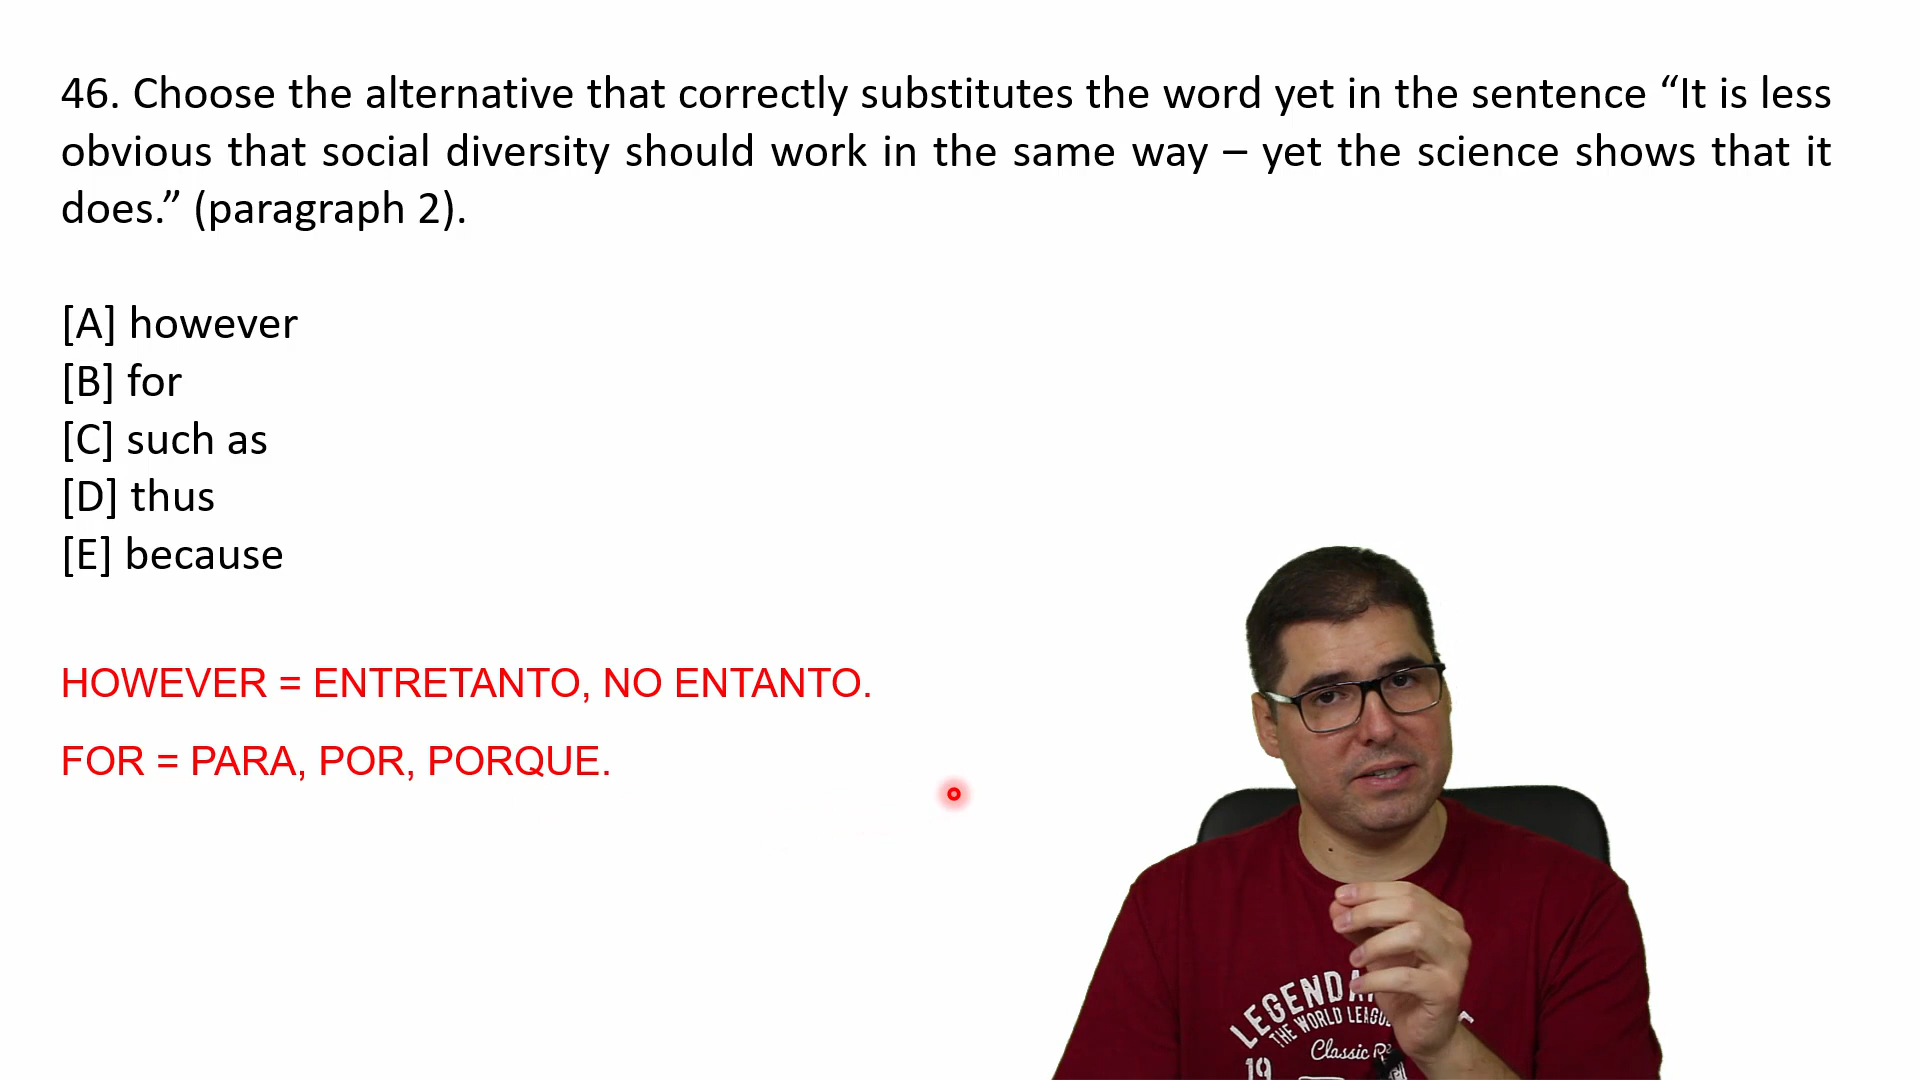 46. Choose the alternative that correctly substitutes the word yet in the sentence “It is less
obvious that social diversity should work in the same way – yet the science shows that it
does.” (paragraph 2).
[A] however
[B] for
[C] such as
[D] thus
[E] because
HOWEVER = ENTRETANTO, NO ENTANTO.
FOR = PARA, POR, PORQUE.
THE WORLD
Classic
19